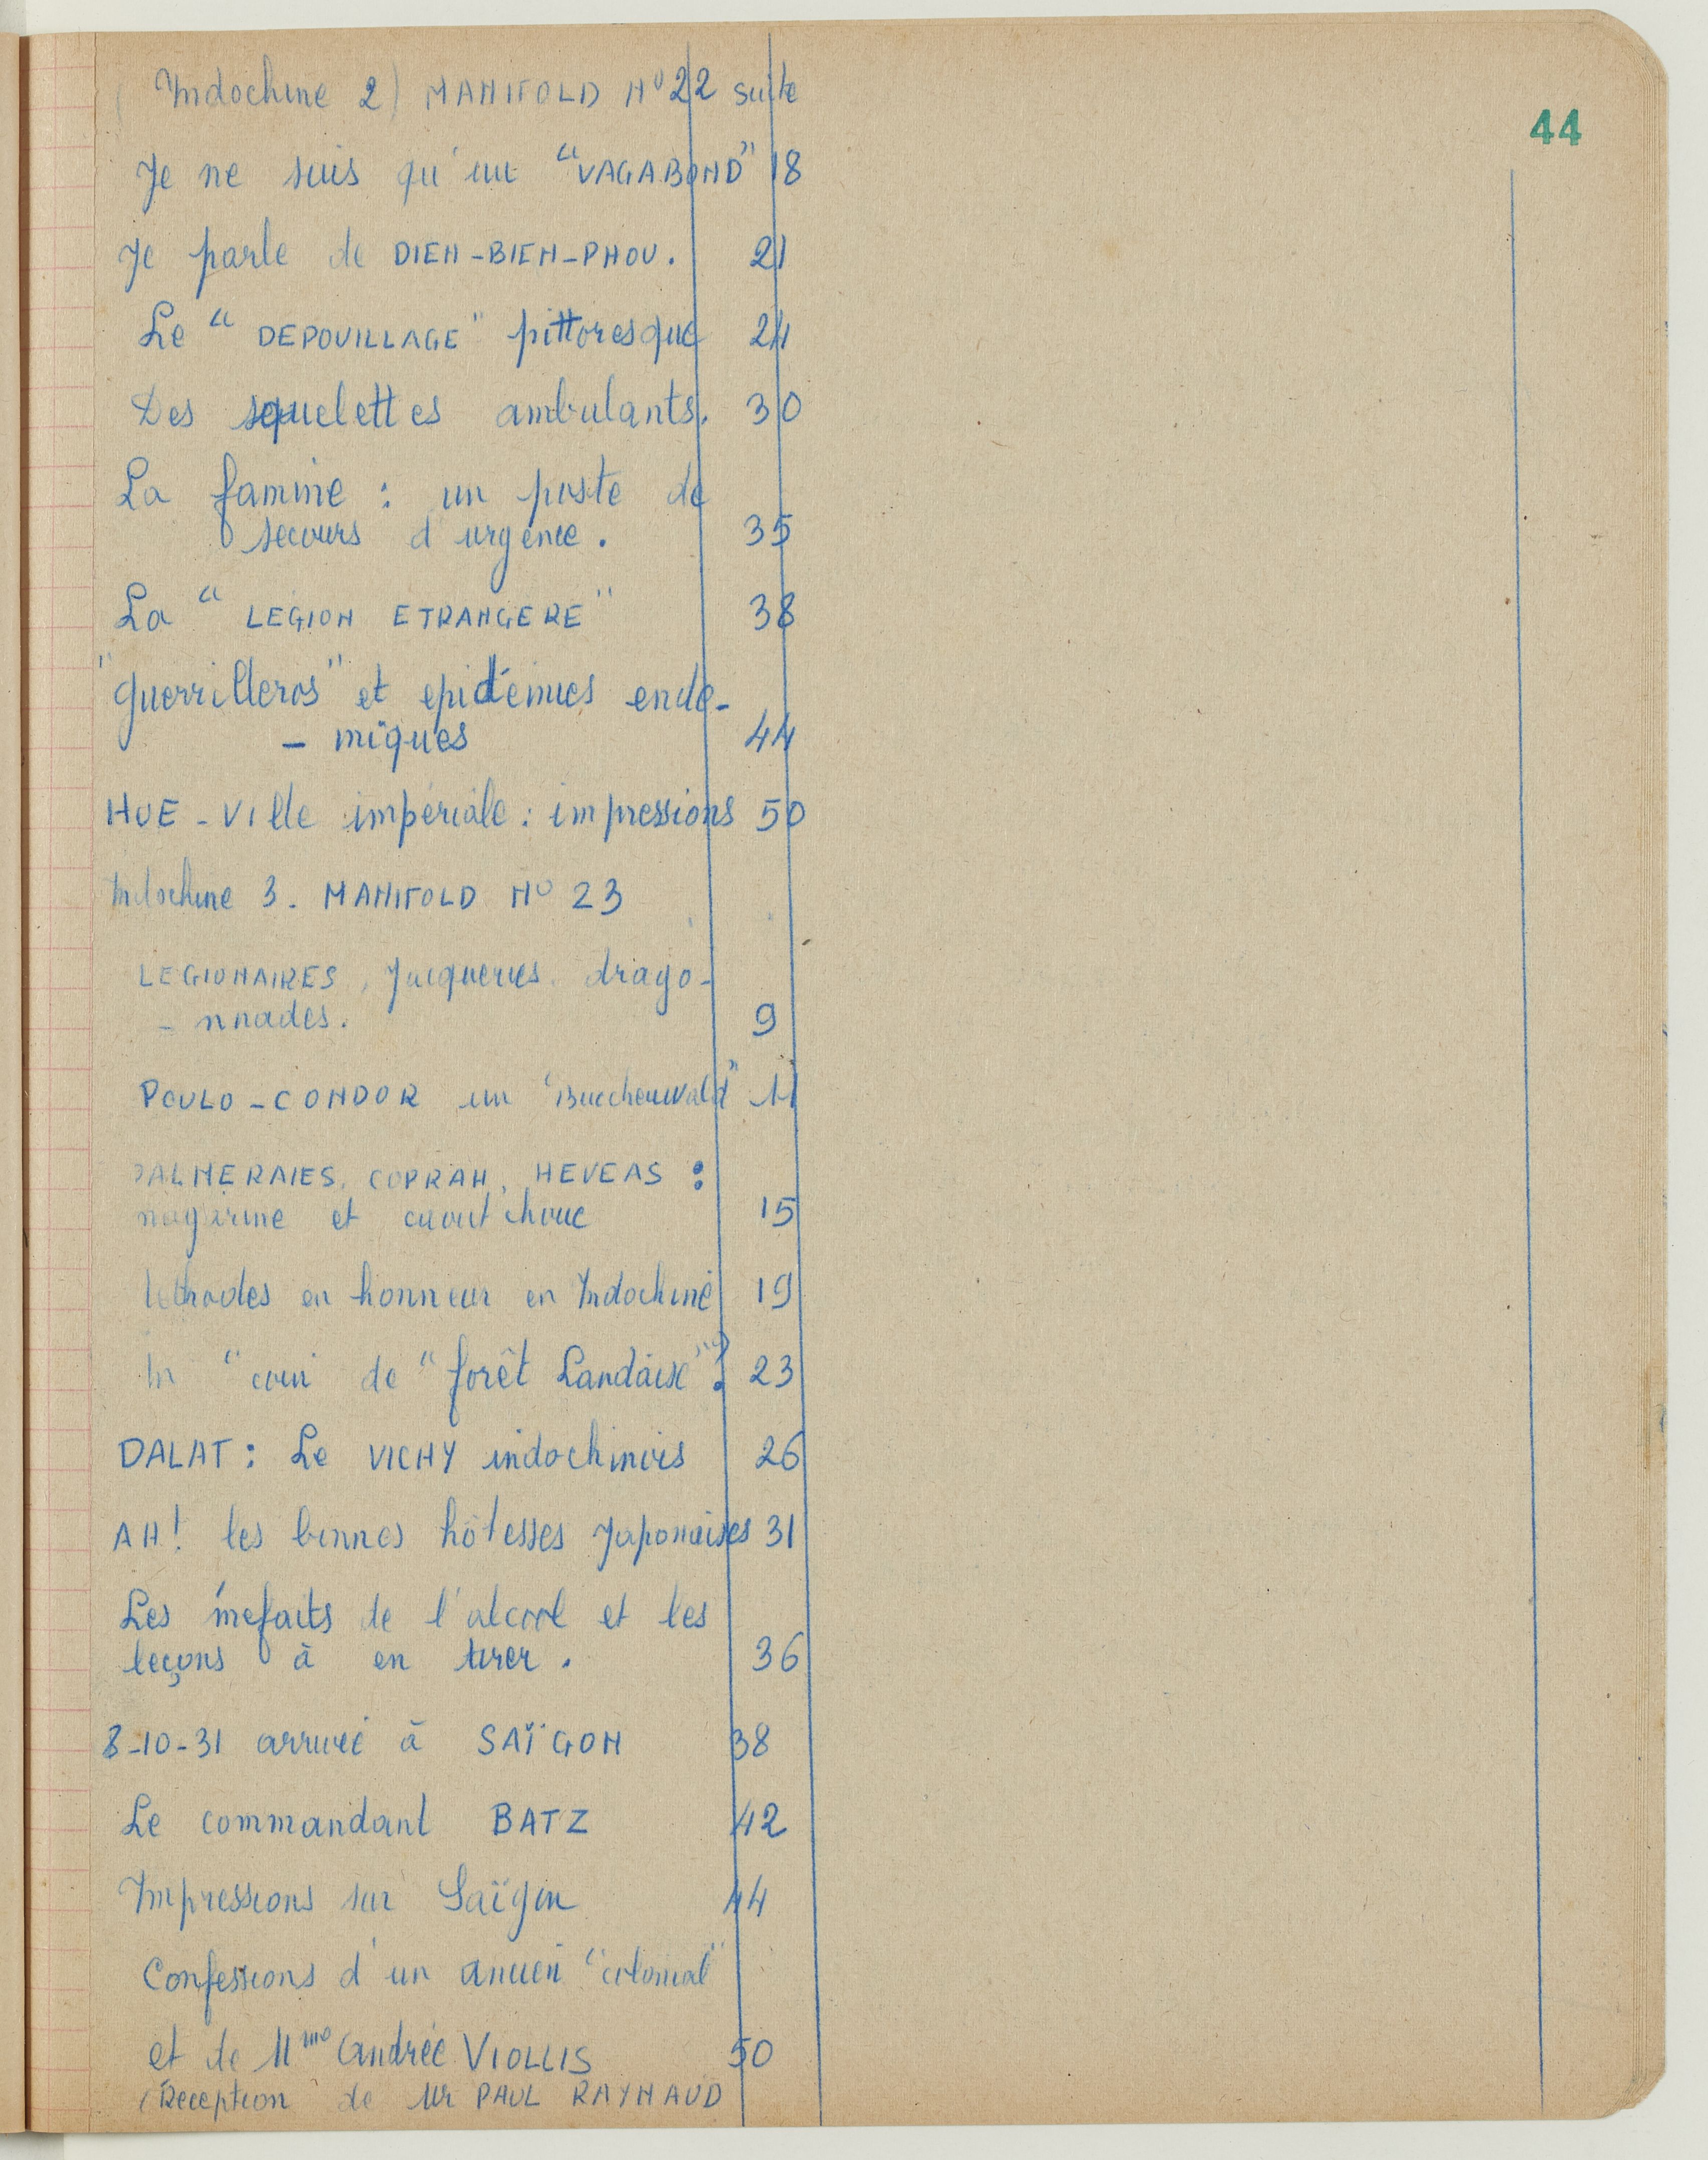 (Indochine 2) MANIFOLD N° 22 suite
44
Je ne suis qu'un "VAGABOND" 18
Je parle de DIEN-BIEN-PHOU. 21
Le "DEPOUILLAGE" pittoresque 24
Des squelettes ambulants. 30
La famine : un poste de
secours d'urgence. 35
La "LEGION ETRANGERE" 38
"Guerrilleros" et epidémies endé-
- miques 44
HUE - Ville impériale : impressions 50
Indochine 3. MANIFOLD N° 23
LEGIONAIRES, Jacqueries, drago-
- nnades. 9
POULO-CONDOR un "Buechenwald" 11
PALMERAIES, COPRAH, HEVEAS :
margarine et caoutchouc 15
en honneur en Indochine 19
Un "coin de "forêt Landaise"? 23
DALAT : Le VICHY indochinois 26
AH! les bonnes hôtesses Japonaises 31
Les méfaits de l'alcool et les
leçons à en tirer. 36
8-10-31 arrivée à SAÏGON 38
Le commandant BATZ 42
Impressions sur Saïgon 44
Confessions d'un ancien "colonial"
et de Mme Andrée VIOLLIS 50
(Reception de Mr PAUL RAYNAUD